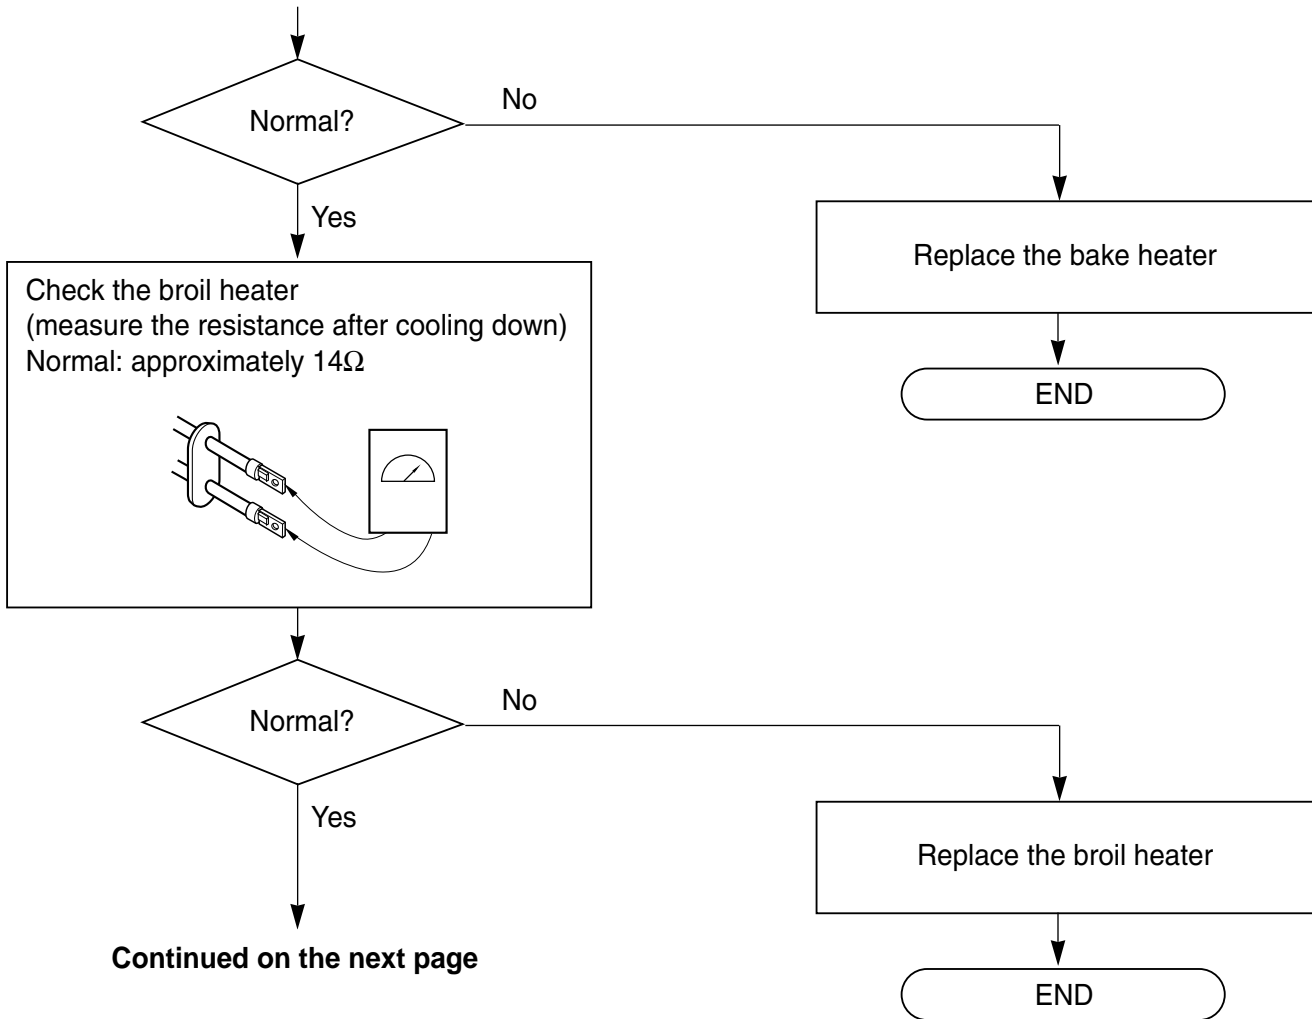 Normal?
No
Yes
Replace the bake heater
END
Check the broil heater
(measure the resistance after cooling down)
Normal: approximately 14Ω
Normal?
No
Yes
Replace the broil heater
END
Continued on the next page